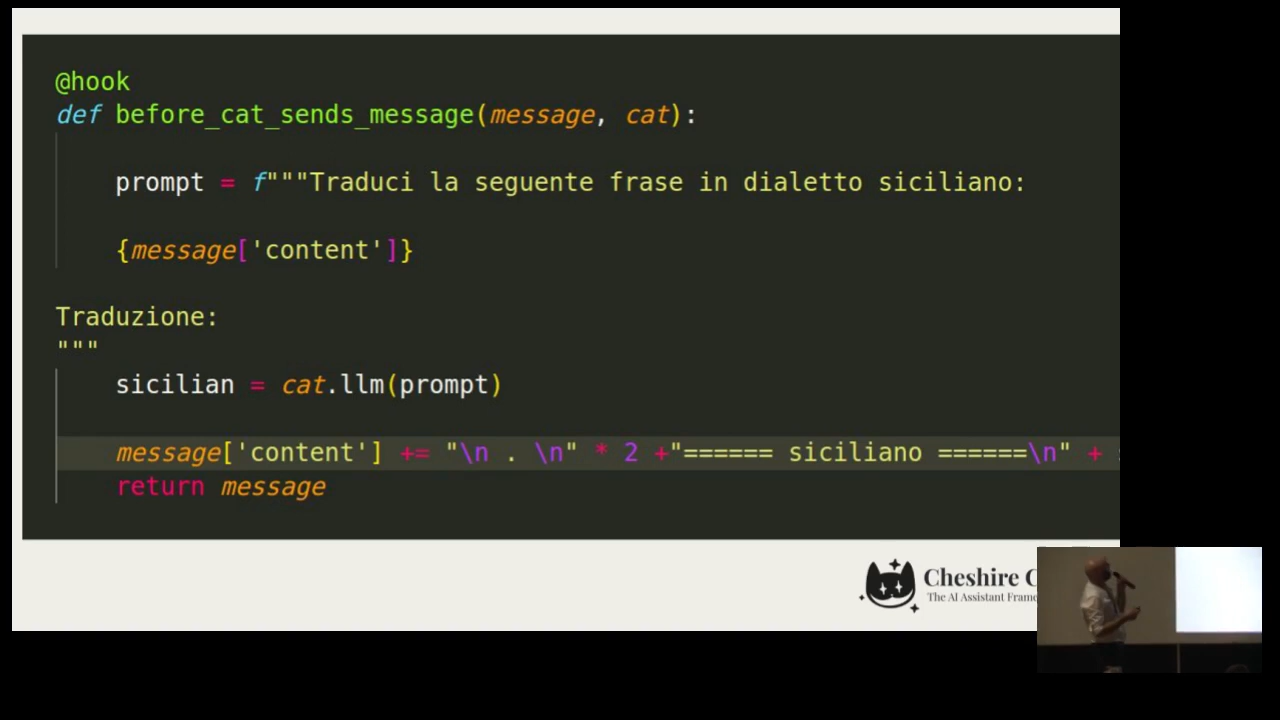 @hook
def before_cat_sends_message(message, cat):
prompt = f"""Traduci la seguente frase in dialetto siciliano:
{message['content']}
Traduzione:
"""
sicilian = cat.llm(prompt)
message['content'] += "\n . \n" * 2 +"====== siciliano ======\n" +
return message
Cheshire
The AI Assistant